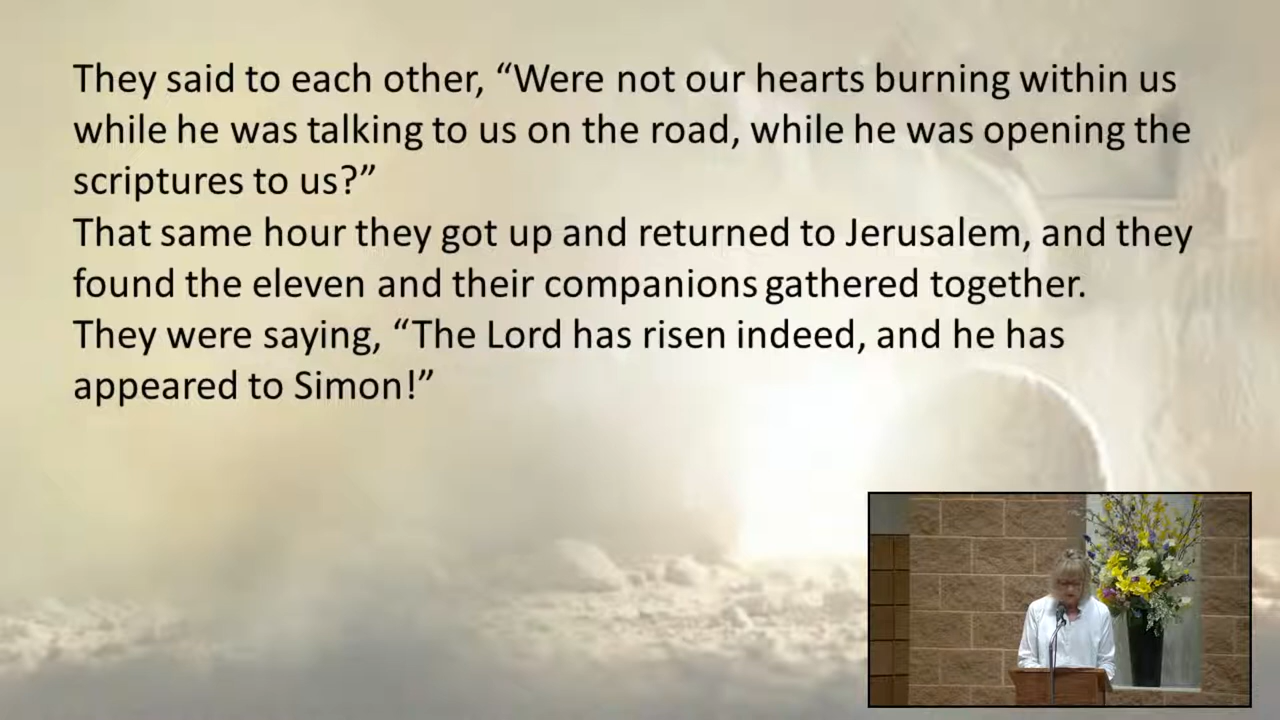 They said to each other, “Were not our hearts burning within us
while he was talking to us on the road, while he was opening the
scriptures to us?”
That same hour they got up and returned to Jerusalem, and they
found the eleven and their companions gathered together.
They were saying, “The Lord has risen indeed, and he has
appeared to Simon!”